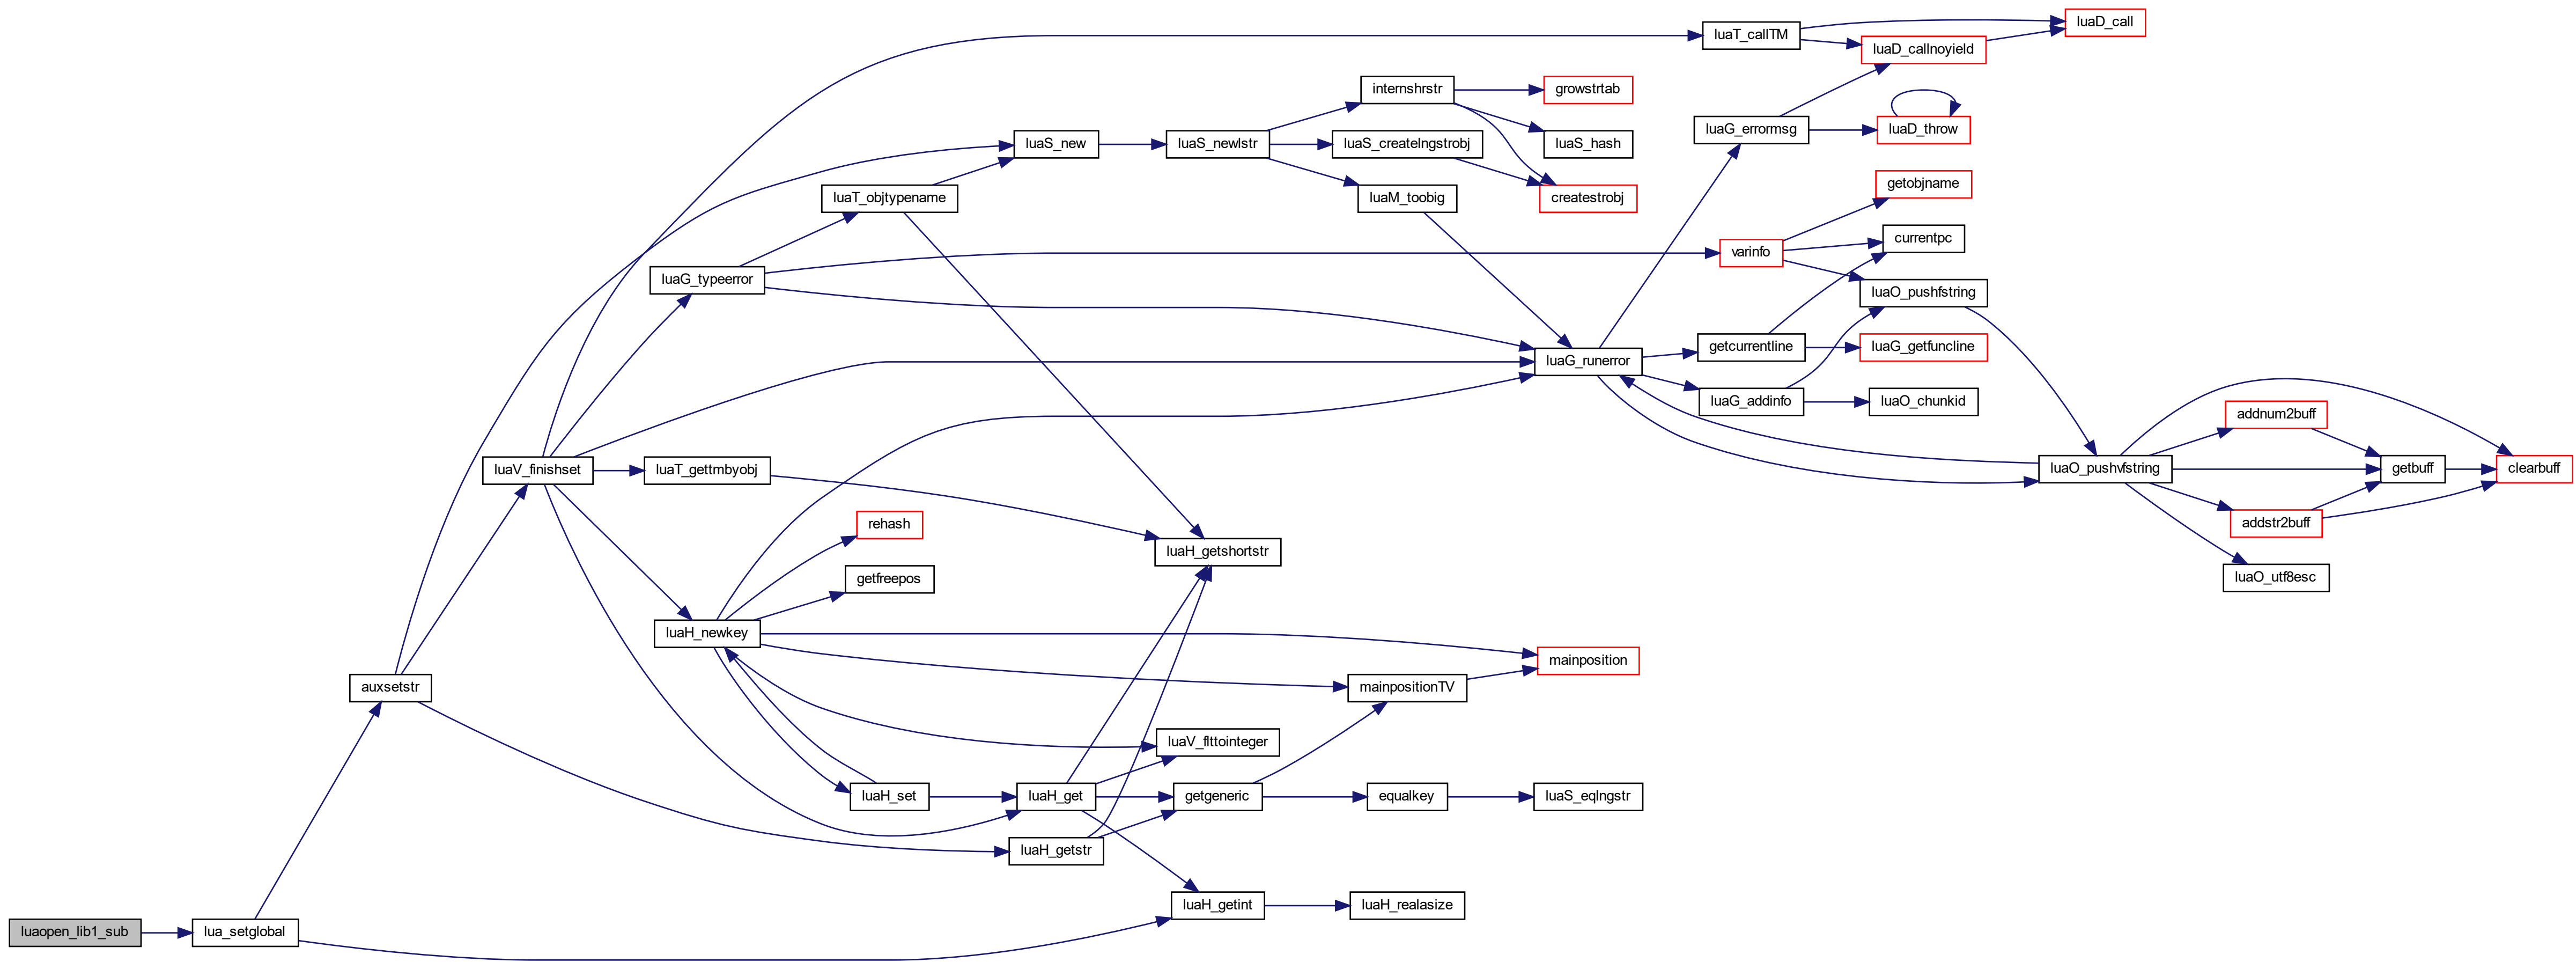 luaD_call
luaT_callTM
luaD_callnoyield
internshrstr
growstrtab
luaG_errormsg
luaD_throw
luaS_new
luaS_newlstr
luaS_createlngstrobj
luaS_hash
getobjname
luaT_objtypename
luaM_toobig
createstrobj
currentpc
varinfo
luaG_typeerror
luaO_pushfstring
getcurrentline
luaG_getfuncline
luaG_runerror
luaG_addinfo
luaO_chunkid
addnum2buff
luaV_finishset
luaT_gettmbyobj
luaO_pushvfstring
getbuff
clearbuff
rehash
addstr2buff
luaH_getshortstr
getfreepos
luaO_utf8esc
luaH_newkey
mainposition
auxsetstr
mainpositionTV
luaV_flttointeger
luaH_set
luaH_get
getgeneric
equalkey
luaS_eqlngstr
luaH_getstr
luaH_getint
luaH_realasize
luaopen_lib1_sub
lua_setglobal